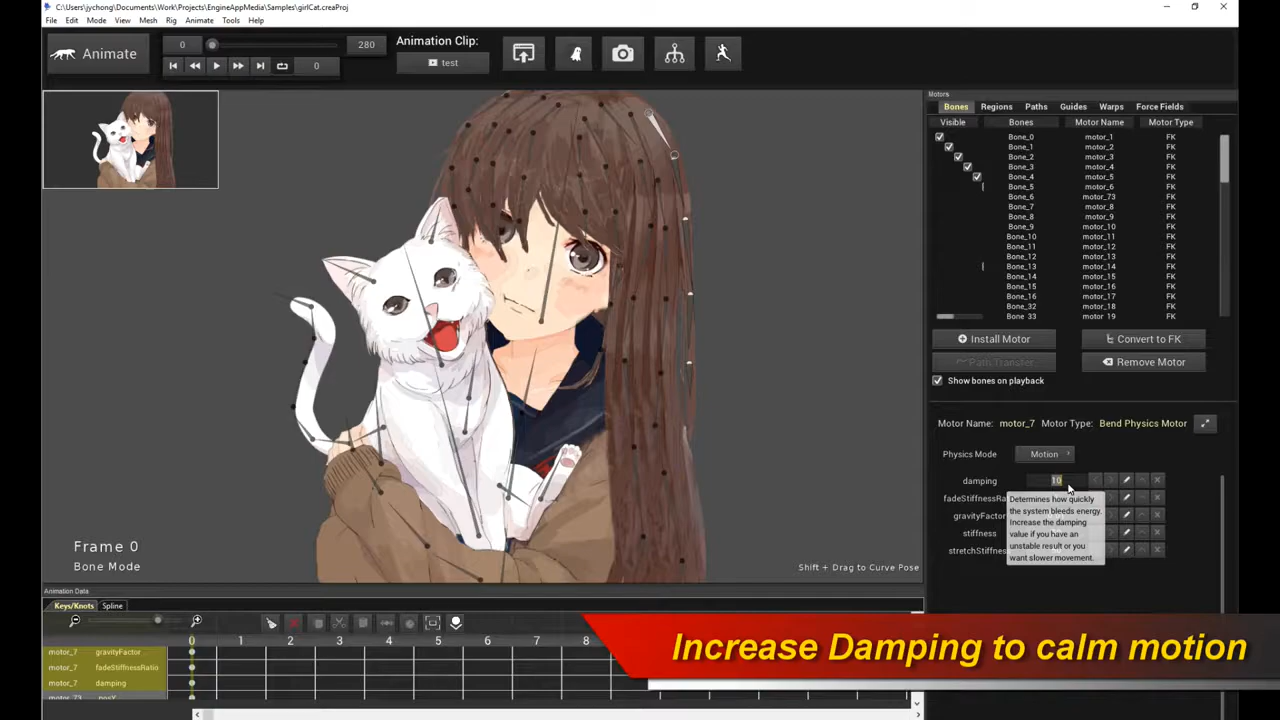 C:\Users\jychong\Documents\Work\Projects\EngineAppMedia\Samples\girlCat.creaProj
File Edit Mode View Mesh Rig Animate Tools Help
Animate
0
280
0
Animation Clip:
test
Frame 0
Bone Mode
Shift + Drag to Curve Pose
Motors
Bones Regions Paths Guides Warps Force Fields
Visible Bones Motor Name Motor Type
Bone_0 motor_1 FK
Bone_1 motor_2 FK
Bone_2 motor_3 FK
Bone_3 motor_4 FK
Bone_4 motor_5 FK
Bone_5 motor_6 FK
Bone_6 motor_73 FK
Bone_7 motor_8 FK
Bone_8 motor_9 FK
Bone_9 motor_10 FK
Bone_10 motor_11 FK
Bone_11 motor_12 FK
Bone_12 motor_13 FK
Bone_13 motor_14 FK
Bone_14 motor_15 FK
Bone_15 motor_16 FK
Bone_16 motor_17 FK
Bone_32 motor_18 FK
Bone_33 motor_19 FK
Install Motor Convert to FK
Path Transfer Remove Motor
Show bones on playback
Motor Name: motor_7 Motor Type: Bend Physics Motor
Physics Mode Motion
damping 10
fadeStiffnessRa
gravityFactor
stiffness
stretchStiffnes
Determines how quickly
the system bleeds energy.
Increase the damping
value if you have an
unstable result or you
want slower movement.
Animation Data
Keys/Knots Spline
0 1 2 3 4 5 6 7 8
motor_7 gravityFactor
motor_7 fadeStiffnessRatio
motor_7 damping
motor_73 posY
Increase Damping to calm motion